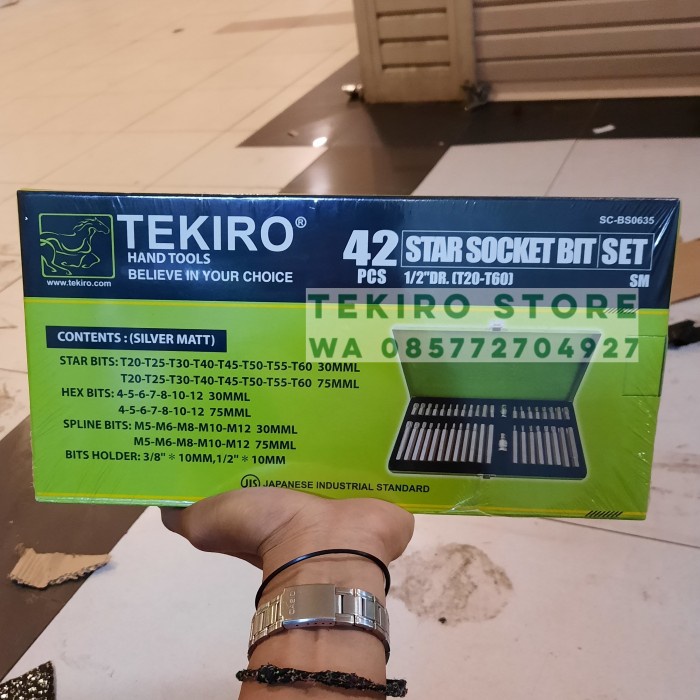 TEKIRO®
HAND TOOLS
BELIEVE IN YOUR CHOICE
www.tekiro.com
SC-BS0635
42 PCS
STAR SOCKET BIT SET
1/2"DR. (T20-T60)
SM
TEKIRO STORE
WA 085772704927
CONTENTS : (SILVER MATT)
STAR BITS: T20-T25-T30-T40-T45-T50-T55-T60 30MML
T20-T25-T30-T40-T45-T50-T55-T60 75MML
HEX BITS: 4-5-6-7-8-10-12 30MML
4-5-6-7-8-10-12 75MML
SPLINE BITS: M5-M6-M8-M10-M12 30MML
M5-M6-M8-M10-M12 75MML
BITS HOLDER: 3/8" * 10MM,1/2" * 10MM
JIS JAPANESE INDUSTRIAL STANDARD